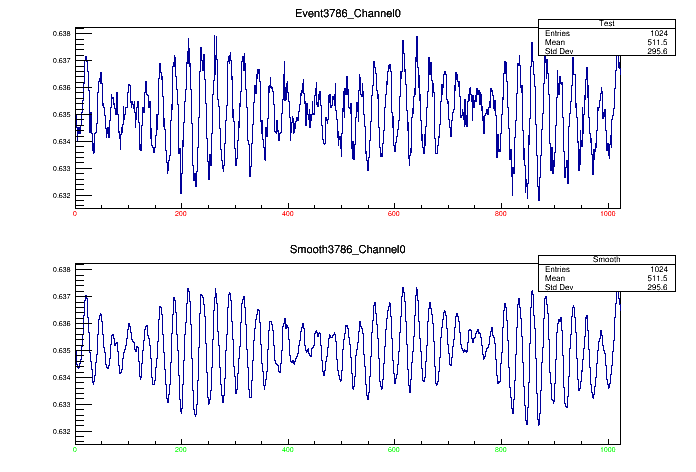 Event3786_Channel0
Test
Entries 1024
Mean 511.5
Std Dev 295.6
0.638
0.637
0.636
0.635
0.634
0.633
0.632
0 200 400 600 800 1000
Smooth3786_Channel0
Smooth
Entries 1024
Mean 511.5
Std Dev 295.6
0.638
0.637
0.636
0.635
0.634
0.633
0.632
0 200 400 600 800 1000